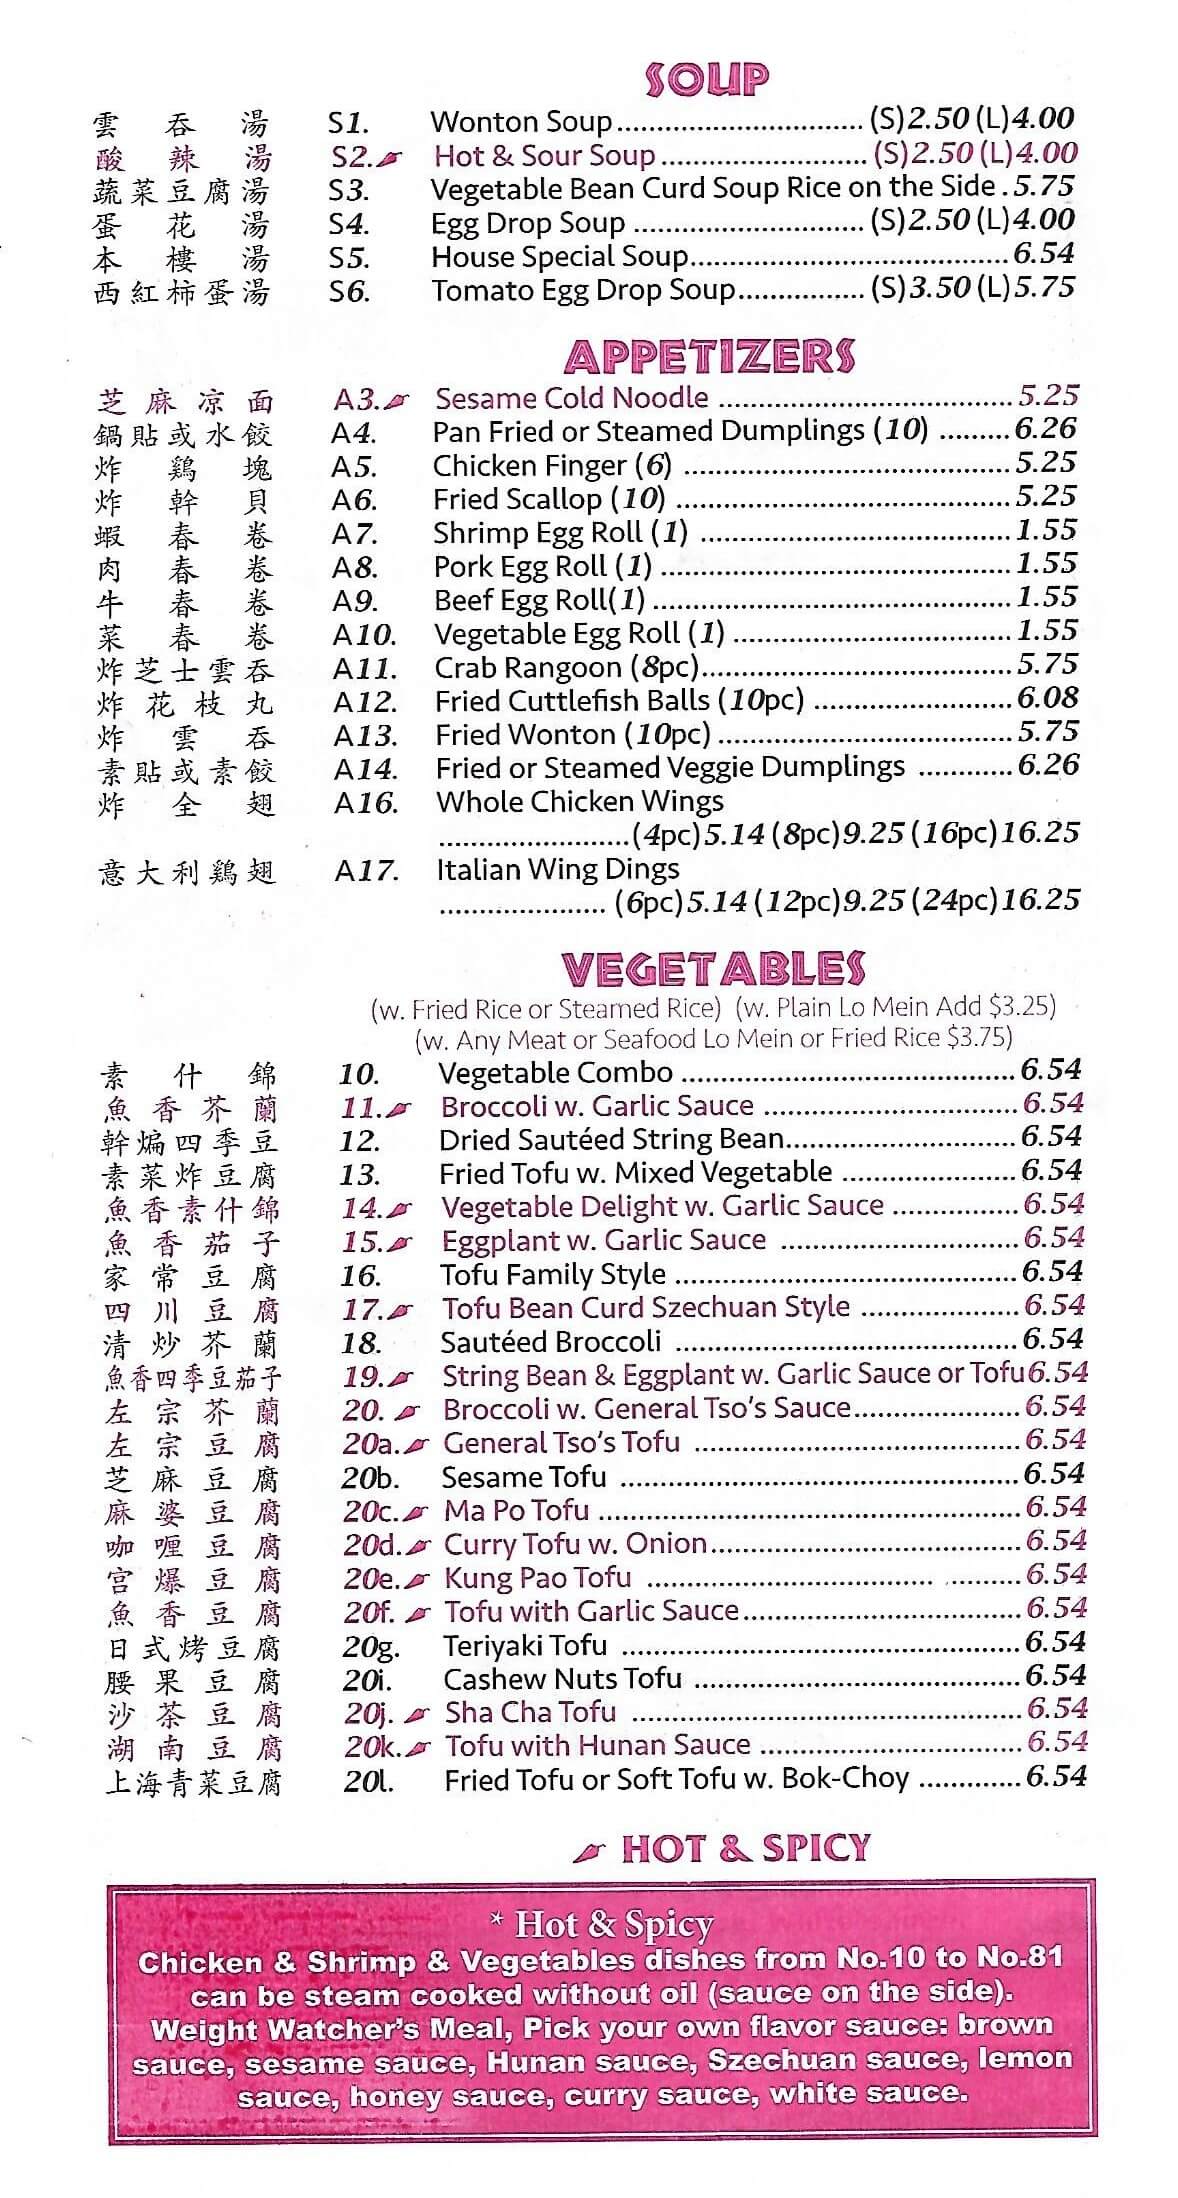 SOUP
雲吞湯 S1. Wonton Soup (S)2.50 (L)4.00
酸辣湯 S2. Hot & Sour Soup (S)2.50 (L)4.00
蔬菜豆腐湯 S3. Vegetable Bean Curd Soup Rice on the Side 5.75
蛋花湯 S4. Egg Drop Soup (S)2.50 (L)4.00
本樓湯 S5. House Special Soup 6.54
西紅柿蛋湯 S6. Tomato Egg Drop Soup (S)3.50 (L)5.75
APPETIZERS
芝麻凉面 A3. Sesame Cold Noodle 5.25
鍋貼或水餃 A4. Pan Fried or Steamed Dumplings (10) 6.26
炸鷄塊 A5. Chicken Finger (6) 5.25
炸幹貝 A6. Fried Scallop (10) 5.25
蝦春卷 A7. Shrimp Egg Roll (1) 1.55
肉春卷 A8. Pork Egg Roll (1) 1.55
牛春卷 A9. Beef Egg Roll(1) 1.55
菜春卷 A10. Vegetable Egg Roll (1) 1.55
炸芝士雲吞 A11. Crab Rangoon (8pc) 5.75
炸花枝丸 A12. Fried Cuttlefish Balls (10pc) 6.08
炸雲吞 A13. Fried Wonton (10pc) 5.75
素貼或素餃 A14. Fried or Steamed Veggie Dumplings 6.26
炸全翅 A16. Whole Chicken Wings
(4pc)5.14 (8pc)9.25 (16pc)16.25
意大利鷄翅 A17. Italian Wing Dings
(6pc)5.14 (12pc)9.25 (24pc)16.25
VEGETABLES
(w. Fried Rice or Steamed Rice) (w. Plain Lo Mein Add $3.25)
(w. Any Meat or Seafood Lo Mein or Fried Rice $3.75)
素什錦 10. Vegetable Combo 6.54
魚香芥蘭 11. Broccoli w. Garlic Sauce 6.54
幹煸四季豆 12. Dried Sautéed String Bean 6.54
素菜炸豆腐 13. Fried Tofu w. Mixed Vegetable 6.54
魚香素什錦 14. Vegetable Delight w. Garlic Sauce 6.54
魚香茄子 15. Eggplant w. Garlic Sauce 6.54
家常豆腐 16. Tofu Family Style 6.54
四川豆腐 17. Tofu Bean Curd Szechuan Style 6.54
清炒芥蘭 18. Sautéed Broccoli 6.54
魚香四季豆茄子 19. String Bean & Eggplant w. Garlic Sauce or Tofu 6.54
左宗芥蘭 20. Broccoli w. General Tso's Sauce 6.54
左宗豆腐 20a. General Tso's Tofu 6.54
芝麻豆腐 20b. Sesame Tofu 6.54
麻婆豆腐 20c. Ma Po Tofu 6.54
咖喱豆腐 20d. Curry Tofu w. Onion 6.54
宮爆豆腐 20e. Kung Pao Tofu 6.54
魚香豆腐 20f. Tofu with Garlic Sauce 6.54
日式烤豆腐 20g. Teriyaki Tofu 6.54
腰果豆腐 20i. Cashew Nuts Tofu 6.54
沙茶豆腐 20j. Sha Cha Tofu 6.54
湖南豆腐 20k. Tofu with Hunan Sauce 6.54
上海青菜豆腐 20l. Fried Tofu or Soft Tofu w. Bok-Choy 6.54
HOT & SPICY
* Hot & Spicy
Chicken & Shrimp & Vegetables dishes from No.10 to No.81
can be steam cooked without oil (sauce on the side).
Weight Watcher's Meal, Pick your own flavor sauce: brown
sauce, sesame sauce, Hunan sauce, Szechuan sauce, lemon
sauce, honey sauce, curry sauce, white sauce.